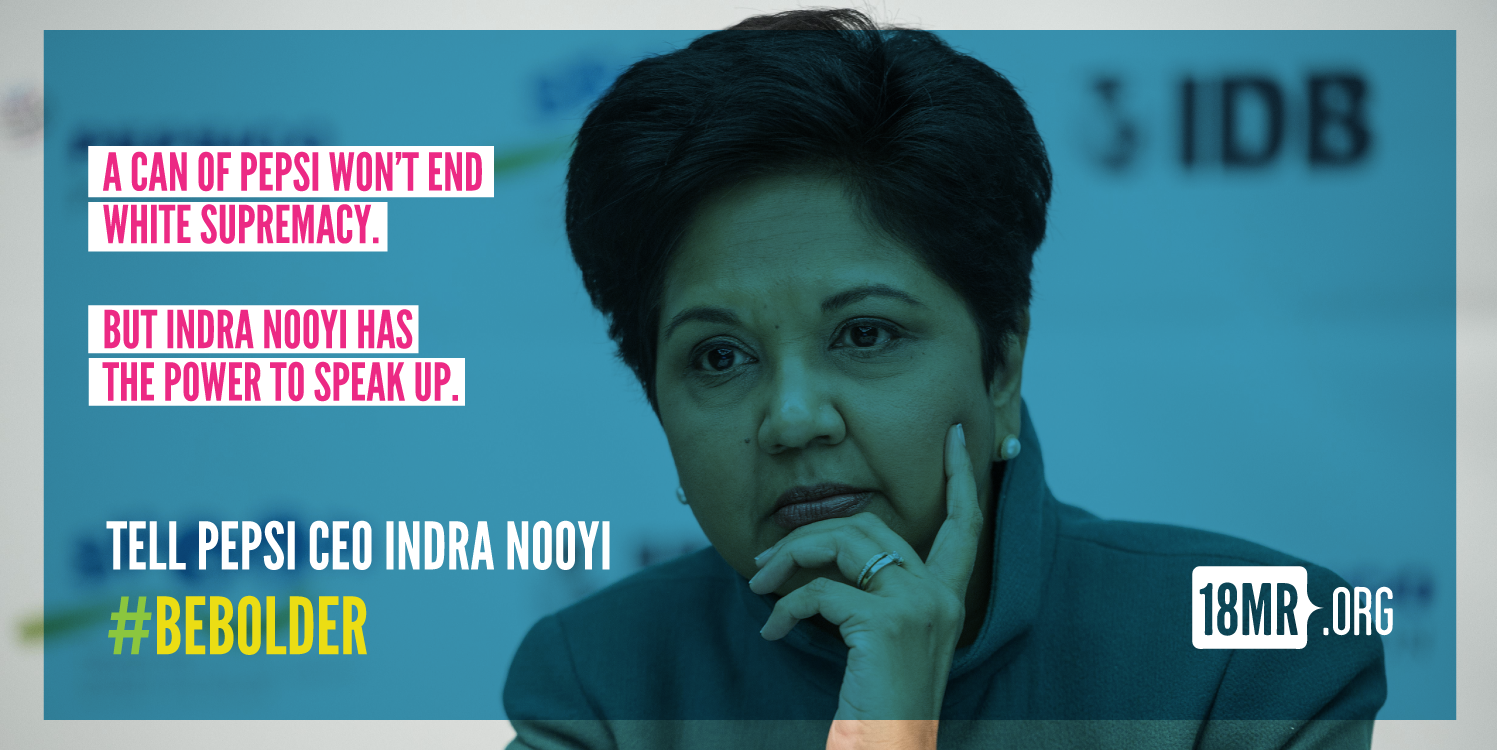 A CAN OF PEPSI WON'T END
WHITE SUPREMACY.
BUT INDRA NOOYI HAS
THE POWER TO SPEAK UP.
TELL PEPSI CEO INDRA NOOYI
#BEBOLDER
IDB
18MR.ORG